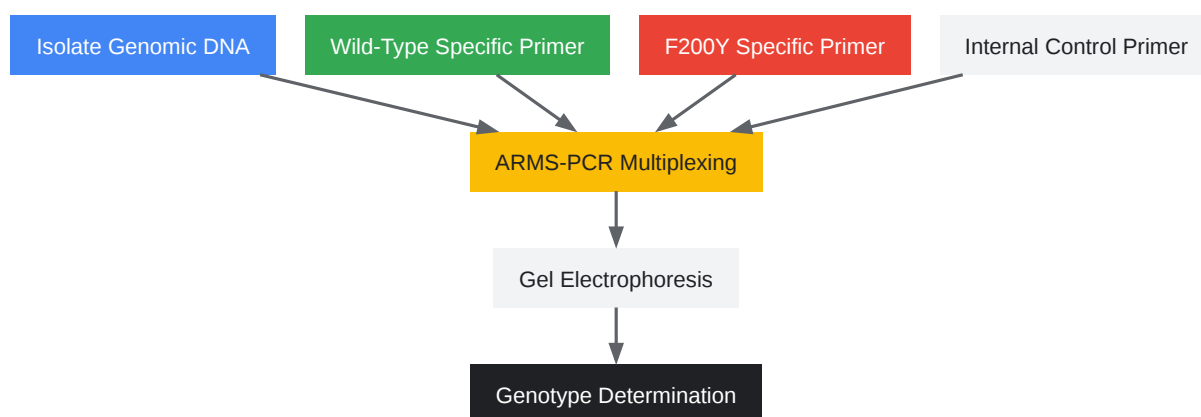 Isolate Genomic DNA
Wild-Type Specific Primer
F200Y Specific Primer
Internal Control Primer
ARMS-PCR Multiplexing
Gel Electrophoresis
Genotype Determination